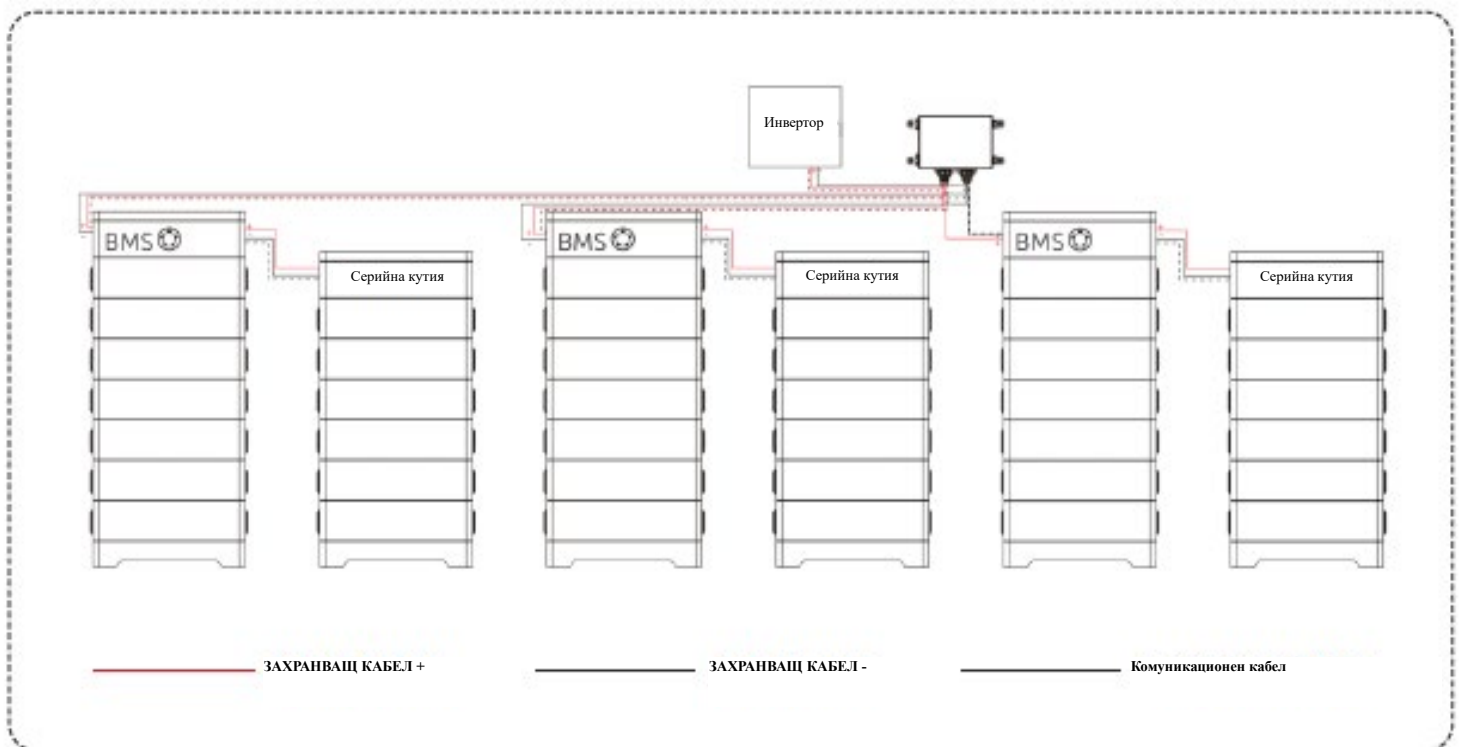 Инвертор
BMS
BMS
BMS
Серийна кутия
Серийна кутия
Серийна кутия
ЗАХРАНВАЩ КАБЕЛ +
ЗАХРАНВАЩ КАБЕЛ -
Комуникационен кабел